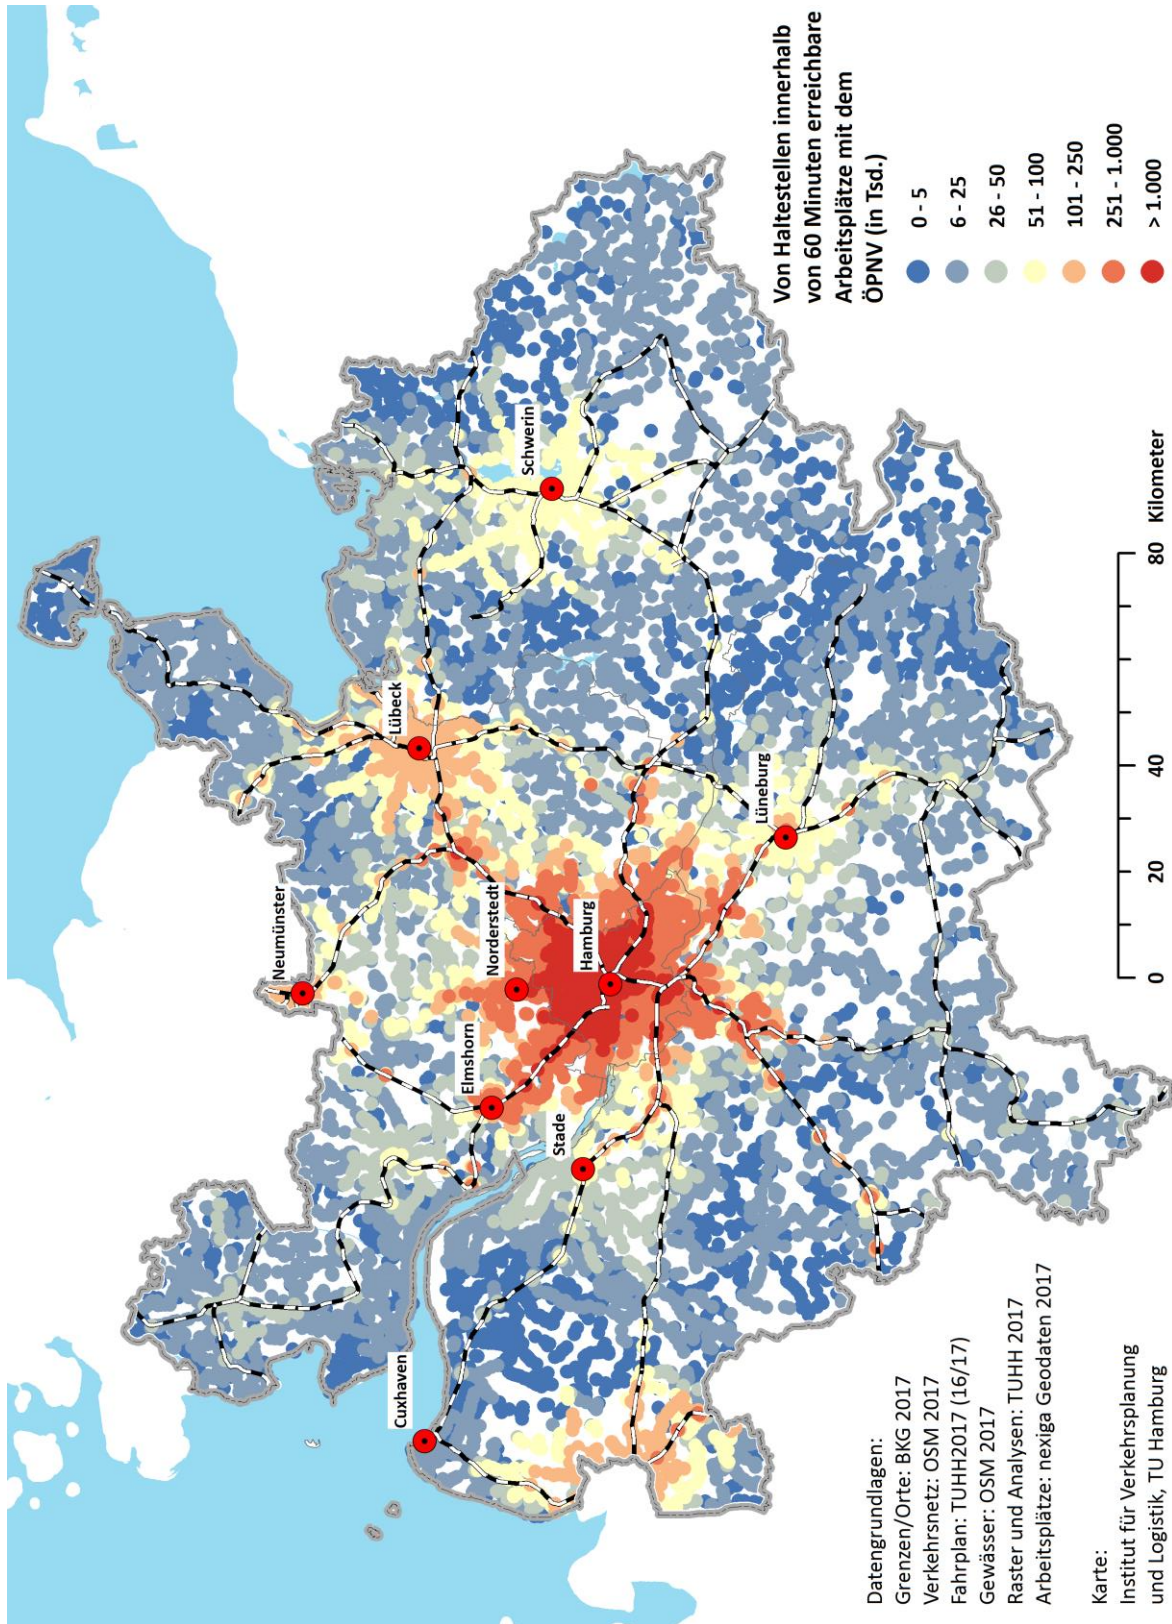 Cuxhaven
Stade
Elmshorn
Neumünster
Norderstedt
Hamburg
Lübeck
Lüneburg
Schwerin
Von Haltestellen innerhalb
von 60 Minuten erreichbare
Arbeitsplätze mit dem
ÖPNV (in Tsd.)
0 - 5
6 - 25
26 - 50
51 - 100
101 - 250
251 - 1.000
> 1.000
0 20 40 80 Kilometer
Datengrundlagen:
Grenzen/Orte: BKG 2017
Verkehrsnetz: OSM 2017
Fahrplan: TUHH2017 (16/17)
Gewässer: OSM 2017
Raster und Analysen: TUHH 2017
Arbeitsplätze: nexiga Geodaten 2017
Karte:
Institut für Verkehrsplanung
und Logistik, TU Hamburg